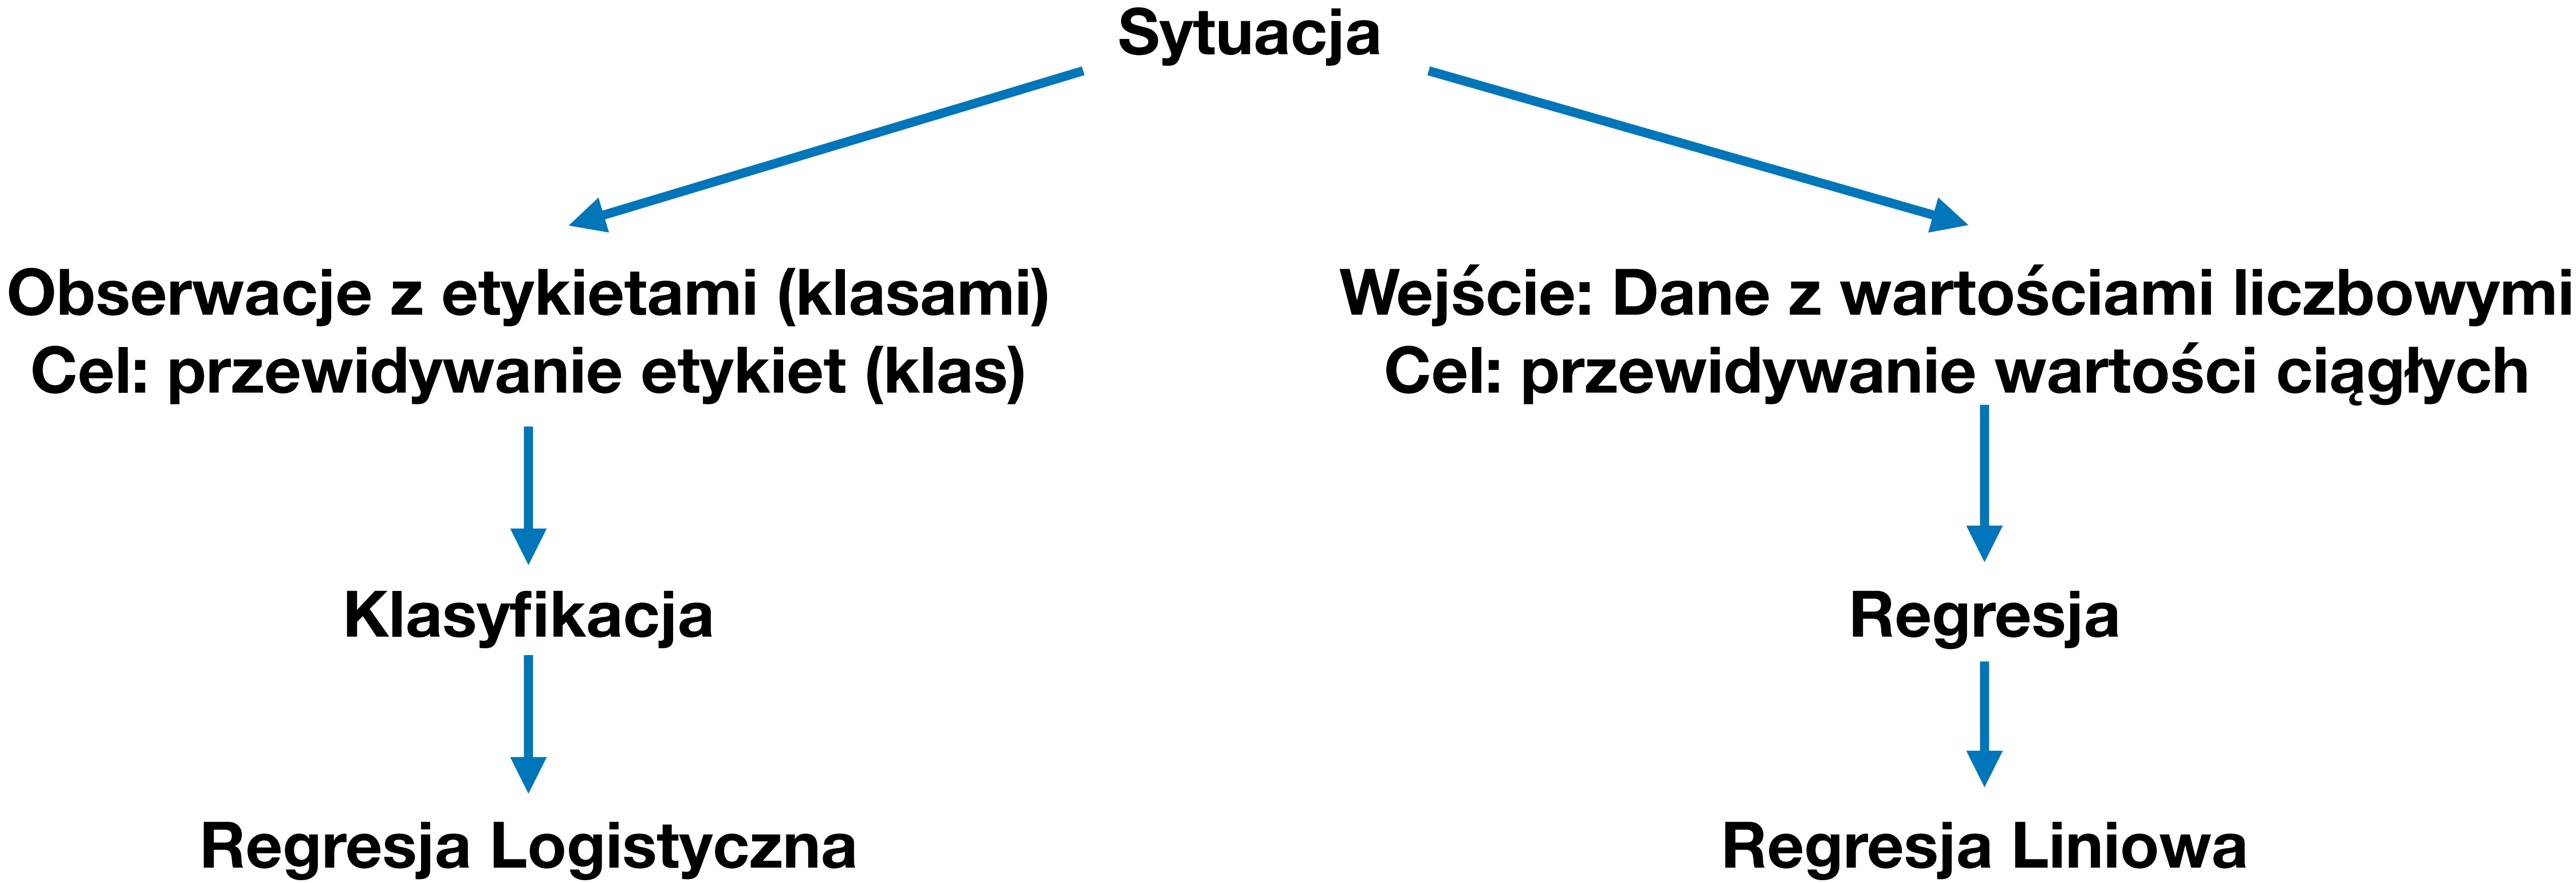 Sytuacja
Obserwacje z etykietami (klasami)
Cel: przewidywanie etykiet (klas)
Wejście: Dane z wartościami liczbowymi
Cel: przewidywanie wartości ciągłych
Klasyfikacja
Regresja
Regresja Logistyczna
Regresja Liniowa